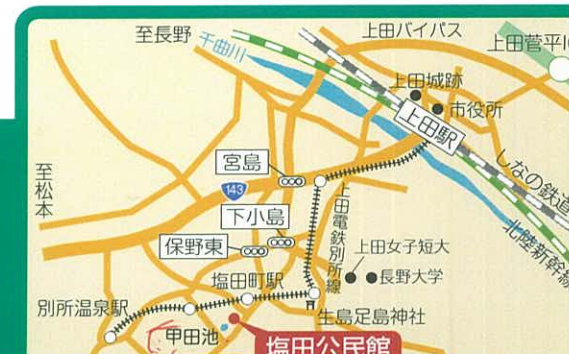 至長野
千曲川
上田バイパス
上田菅平I
上田城跡
市役所
上田駅
しなの鉄道
北陸新幹線
至松本
宮島
143
下小島
保野東
上田電鉄別所線
上田女子短大
長野大学
塩田町駅
別所温泉駅
生島足島神社
甲田池
塩田公民館